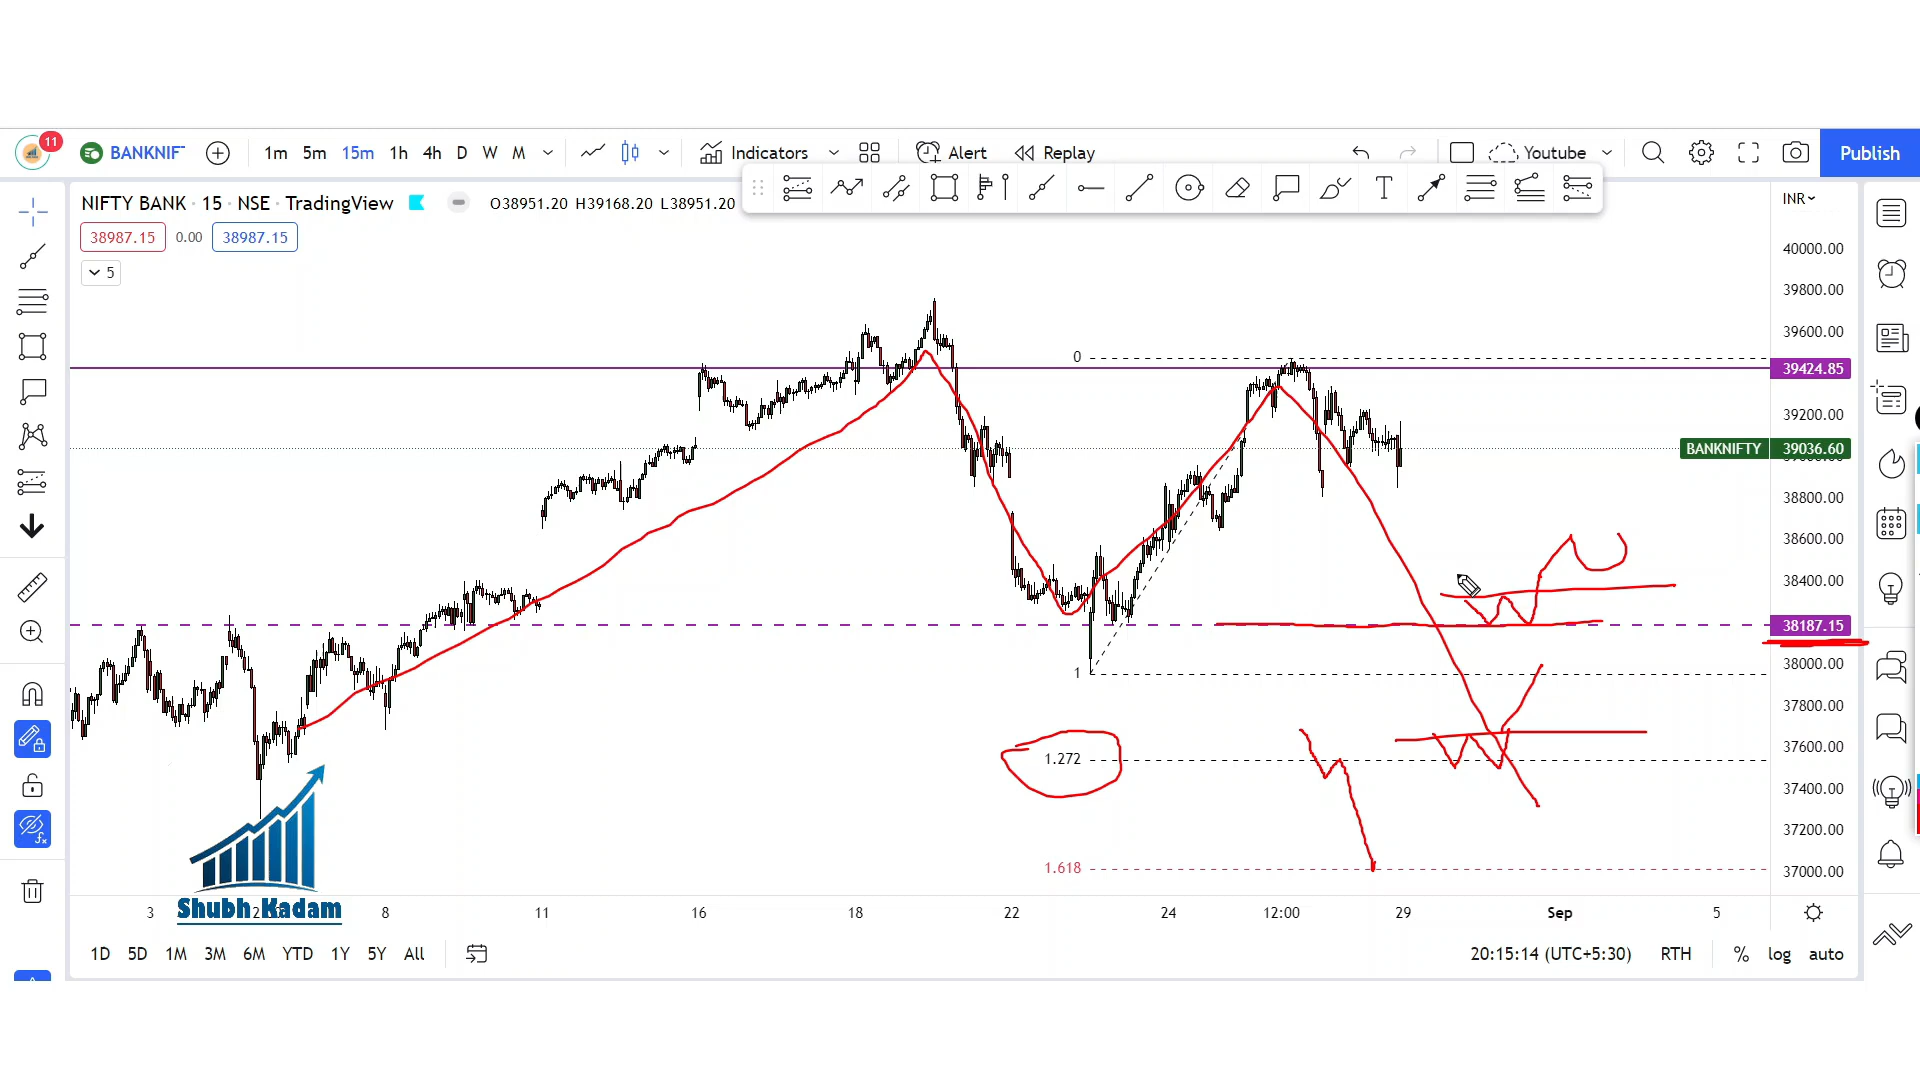 11 BANKNIF 1m 5m 15m 1h 4h D W M Indicators Alert Replay Youtube Publish
NIFTY BANK · 15 · NSE · TradingView O38951.20 H39168.20 L38951.20 INR
38987.15 0.00 38987.15
5
40000.00
39800.00
39600.00
0
39424.85
39200.00
BANKNIFTY 39036.60
38800.00
38600.00
38400.00
38187.15
1
38000.00
37800.00
37600.00
1.272
37400.00
37200.00
1.618
37000.00
Shubh Kadam
3 8 11 16 18 22 24 12:00 29 Sep 5
1D 5D 1M 3M 6M YTD 1Y 5Y All 20:15:14 (UTC+5:30) RTH % log auto